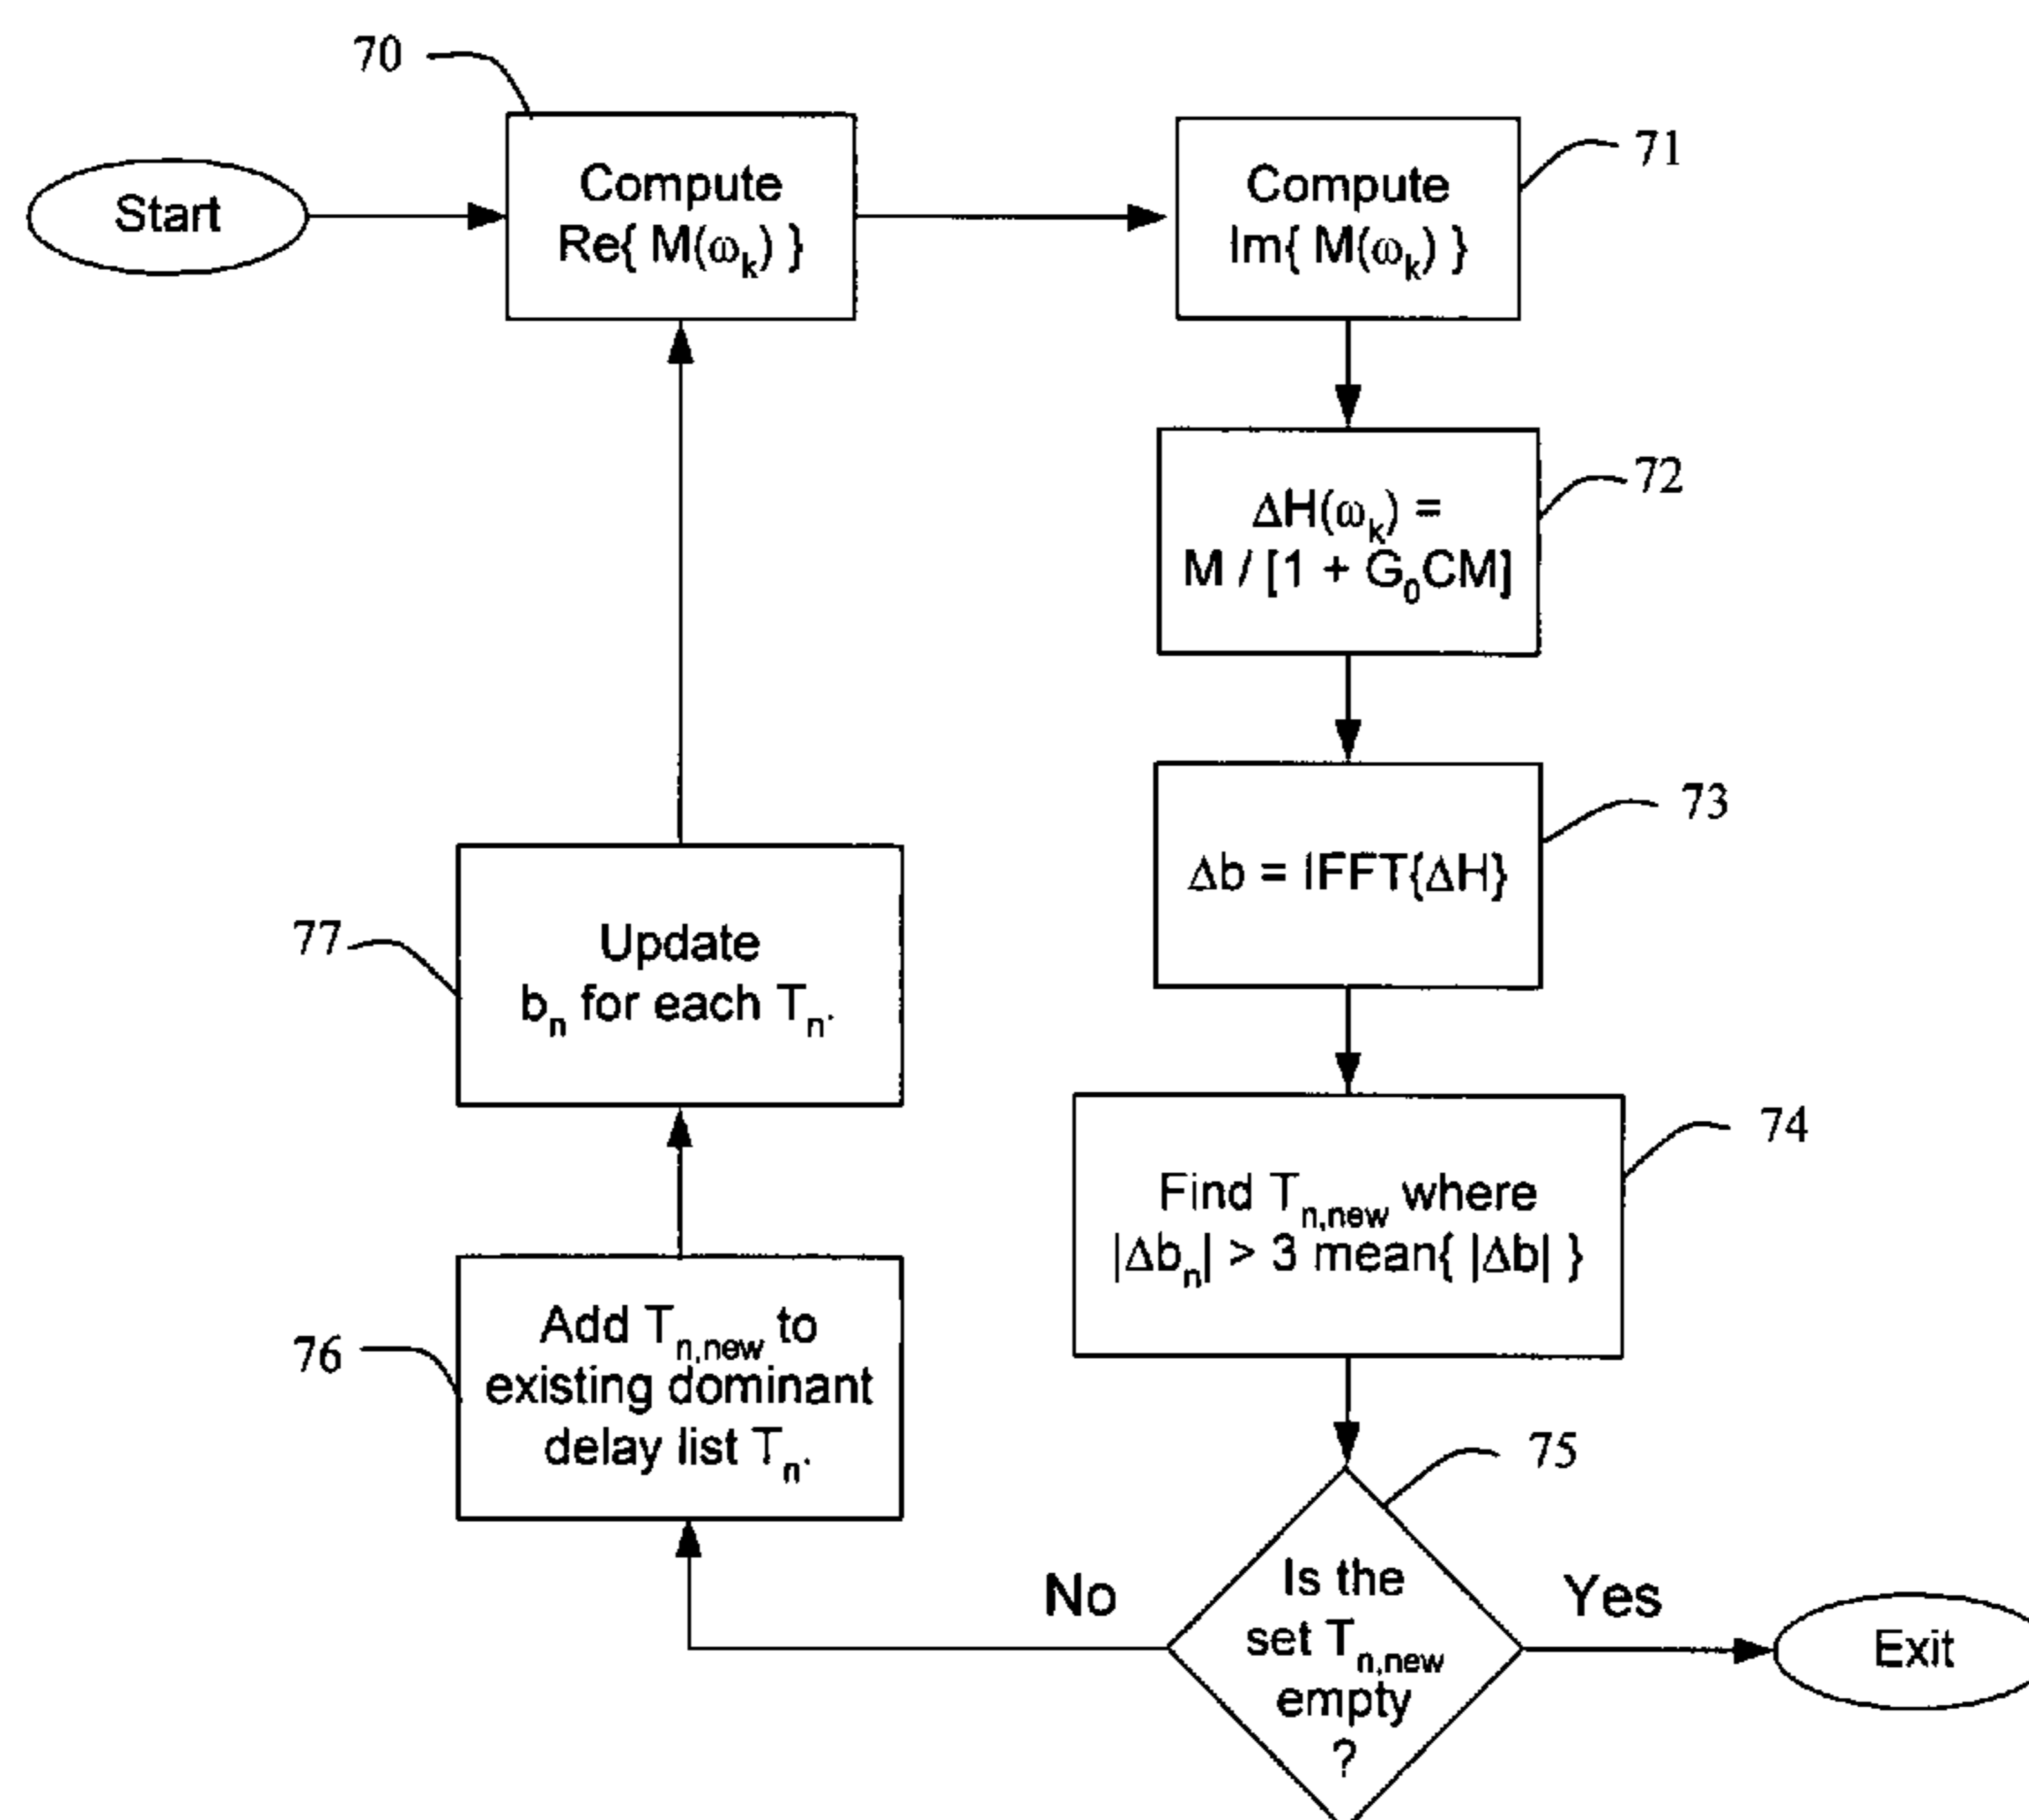 70
Start
Compute
Re{ M(ωₖ) }
71
Compute
Im{ M(ωₖ) }
72
ΔH(ωₖ) =
M / [1 + G₀CM]
73
Δb = IFFT{ΔH}
74
Find Tn,new where
|Δbn| > 3 mean{ |Δb| }
75
Is the
set Tn,new
empty
?
Yes
Exit
No
76
Add Tn,new to
existing dominant
delay list Tn.
77
Update
bn for each Tn.